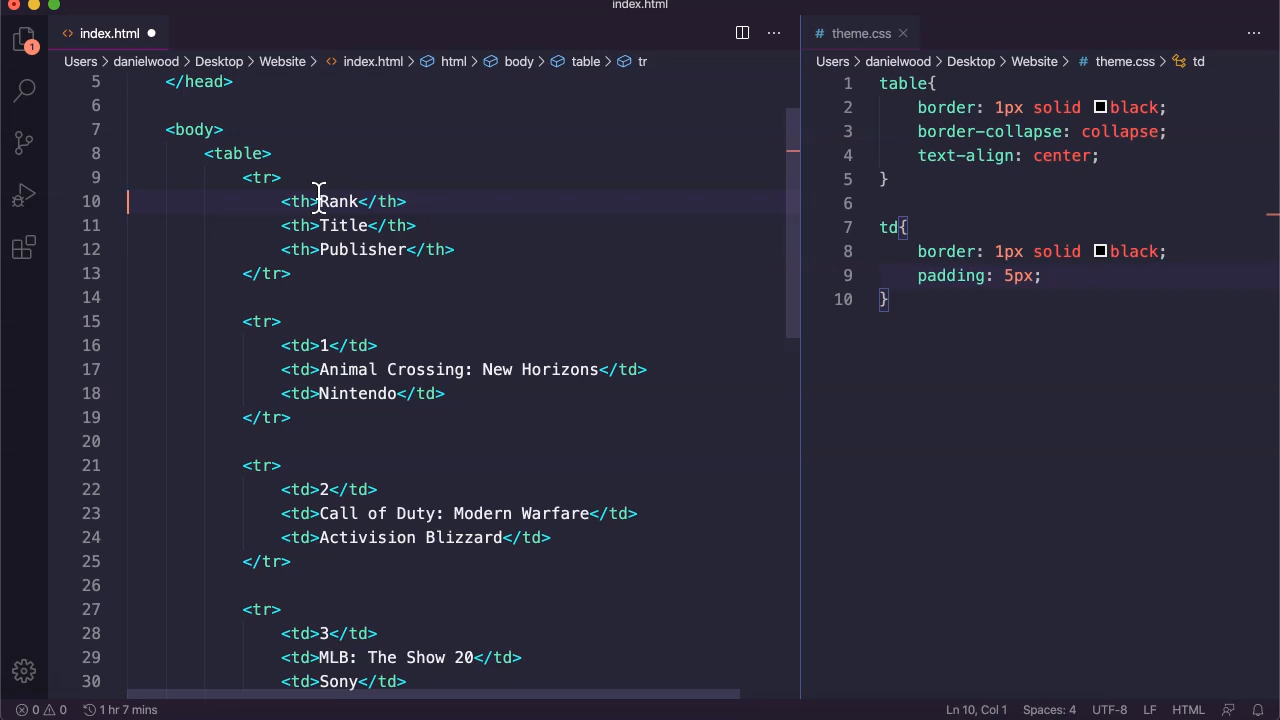 index.html
index.html
Users > danielwood > Desktop > Website > index.html > html > body > table > tr
5 </head>
6
7 <body>
8 <table>
9 <tr>
10 <th>Rank</th>
11 <th>Title</th>
12 <th>Publisher</th>
13 </tr>
14
15 <tr>
16 <td>1</td>
17 <td>Animal Crossing: New Horizons</td>
18 <td>Nintendo</td>
19 </tr>
20
21 <tr>
22 <td>2</td>
23 <td>Call of Duty: Modern Warfare</td>
24 <td>Activision Blizzard</td>
25 </tr>
26
27 <tr>
28 <td>3</td>
29 <td>MLB: The Show 20</td>
30 <td>Sony</td>
# theme.css
Users > danielwood > Desktop > Website > # theme.css > td
1 table{
2 border: 1px solid black;
3 border-collapse: collapse;
4 text-align: center;
5 }
6
7 td{
8 border: 1px solid black;
9 padding: 5px;
10 }
1
0 0 1 hr 7 mins
Ln 10, Col 1 Spaces: 4 UTF-8 LF HTML